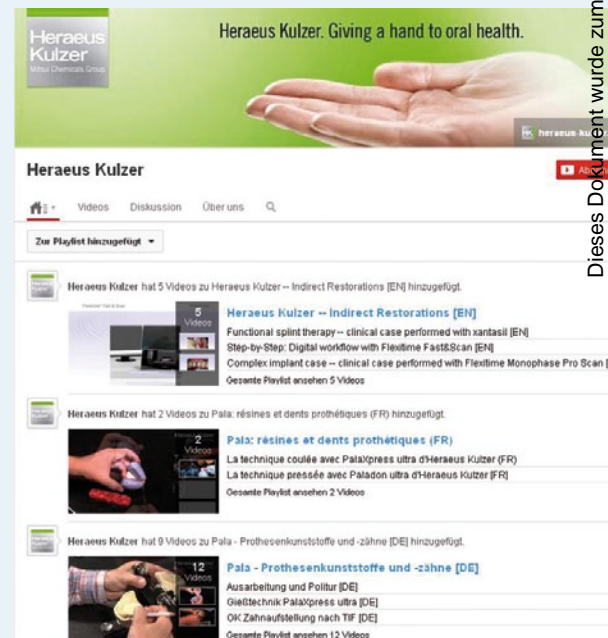 Heraeus
Kulzer
Mitsui Chemicals Group
Heraeus Kulzer. Giving a hand to oral health.
Heraeus Kulzer
Videos Diskussion Über uns
Zur Playlist hinzugefügt
Heraeus Kulzer hat 5 Videos zu Heraeus Kulzer -- Indirect Restorations [EN] hinzugefügt.
5
Videos
Heraeus Kulzer -- Indirect Restorations [EN]
Functional splint therapy -- clinical case performed with xantasil [EN]
Step-by-Step: Digital workflow with Flexitime Fast&Scan [EN]
Complex implant case -- clinical case performed with Flexitime Monophase Pro Scan [
Gesamte Playlist ansehen 5 Videos
Heraeus Kulzer hat 2 Videos zu Pala: résines et dents prothétiques (FR) hinzugefügt.
2
Videos
Pala: résines et dents prothétiques (FR)
La technique coulée avec PalaXpress ultra d'Heraeus Kulzer (FR)
La technique pressée avec Paladon ultra d'Heraeus Kulzer [FR]
Gesamte Playlist ansehen 2 Videos
Heraeus Kulzer hat 9 Videos zu Pala - Prothesenkunststoffe und -zähne [DE] hinzugefügt.
12
Videos
Pala - Prothesenkunststoffe und -zähne [DE]
Ausarbeitung und Politur [DE]
Gießtechnik PalaXpress ultra [DE]
OK Zahnaufstellung nach TIF [DE]
Gesamte Playlist ansehen 12 Videos
Dieses Dokument wurde zum